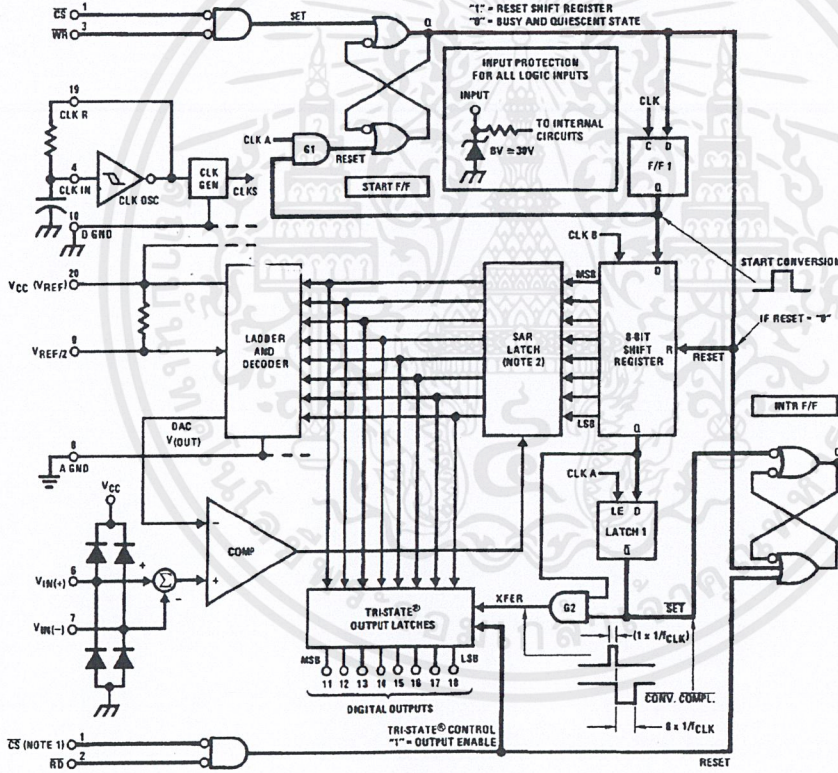 "1" = RESET SHIFT REGISTER
"0" = BUSY AND QUIESCENT STATE
CS 1
WR 3
SET
Q
INPUT PROTECTION
FOR ALL LOGIC INPUTS
INPUT
TO INTERNAL
CIRCUITS
BV ≅ 30V
19
CLK R
4
CLK IN
CLK OSC
CLK
GEN
CLKS
10
D GND
CLK A
G1
RESET
START F/F
CLK
C D
F/F 1
Q
START CONVERSION
IF RESET = "0"
CLK B
D
VCC (VREF) 20
VREF/2 9
LADDER
AND
DECODER
MSB
SAR
LATCH
(NOTE 2)
LSB
8-BIT
SHIFT
REGISTER
R
RESET
Q
INTR F/F
Q
DAC
V(OUT)
8
A GND
VCC
COMP
-
+
VIN(+) 6
VIN(-) 7
+
Σ
-
CLK A
LE D
LATCH 1
Q
TRI-STATE®
OUTPUT LATCHES
XFER
G2
SET
(1 x 1/fCLK)
CONV. COMPL.
8 x 1/fCLK
MSB
LSB
11 12 13 14 15 16 17 18
DIGITAL OUTPUTS
TRI-STATE® CONTROL
"1" = OUTPUT ENABLE
CS (NOTE 1) 1
RD 2
RESET